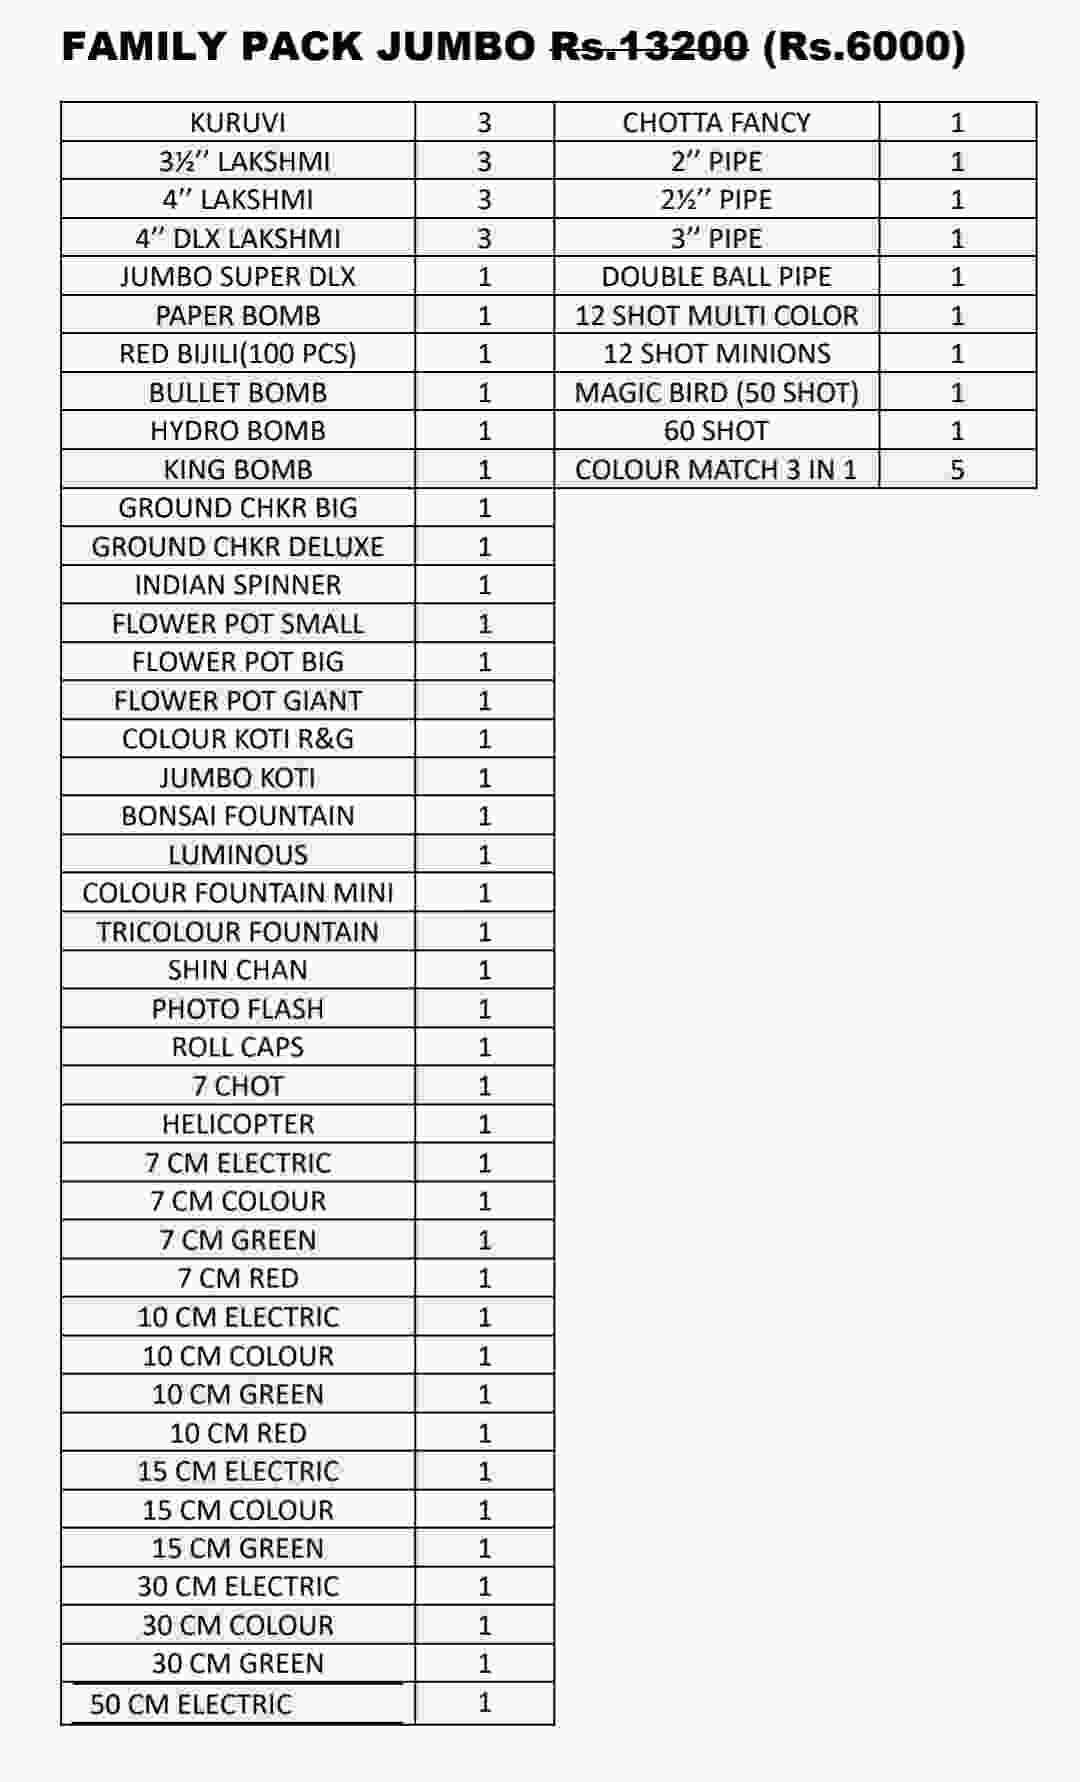 FAMILY PACK JUMBO Rs.13200 (Rs.6000)
KURUVI 3 CHOTTA FANCY 1
3½’’ LAKSHMI 3 2’’ PIPE 1
4’’ LAKSHMI 3 2½’’ PIPE 1
4’’ DLX LAKSHMI 3 3’’ PIPE 1
JUMBO SUPER DLX 1 DOUBLE BALL PIPE 1
PAPER BOMB 1 12 SHOT MULTI COLOR 1
RED BIJILI(100 PCS) 1 12 SHOT MINIONS 1
BULLET BOMB 1 MAGIC BIRD (50 SHOT) 1
HYDRO BOMB 1 60 SHOT 1
KING BOMB 1 COLOUR MATCH 3 IN 1 5
GROUND CHKR BIG 1
GROUND CHKR DELUXE 1
INDIAN SPINNER 1
FLOWER POT SMALL 1
FLOWER POT BIG 1
FLOWER POT GIANT 1
COLOUR KOTI R&G 1
JUMBO KOTI 1
BONSAI FOUNTAIN 1
LUMINOUS 1
COLOUR FOUNTAIN MINI 1
TRICOLOUR FOUNTAIN 1
SHIN CHAN 1
PHOTO FLASH 1
ROLL CAPS 1
7 CHOT 1
HELICOPTER 1
7 CM ELECTRIC 1
7 CM COLOUR 1
7 CM GREEN 1
7 CM RED 1
10 CM ELECTRIC 1
10 CM COLOUR 1
10 CM GREEN 1
10 CM RED 1
15 CM ELECTRIC 1
15 CM COLOUR 1
15 CM GREEN 1
30 CM ELECTRIC 1
30 CM COLOUR 1
30 CM GREEN 1
50 CM ELECTRIC 1